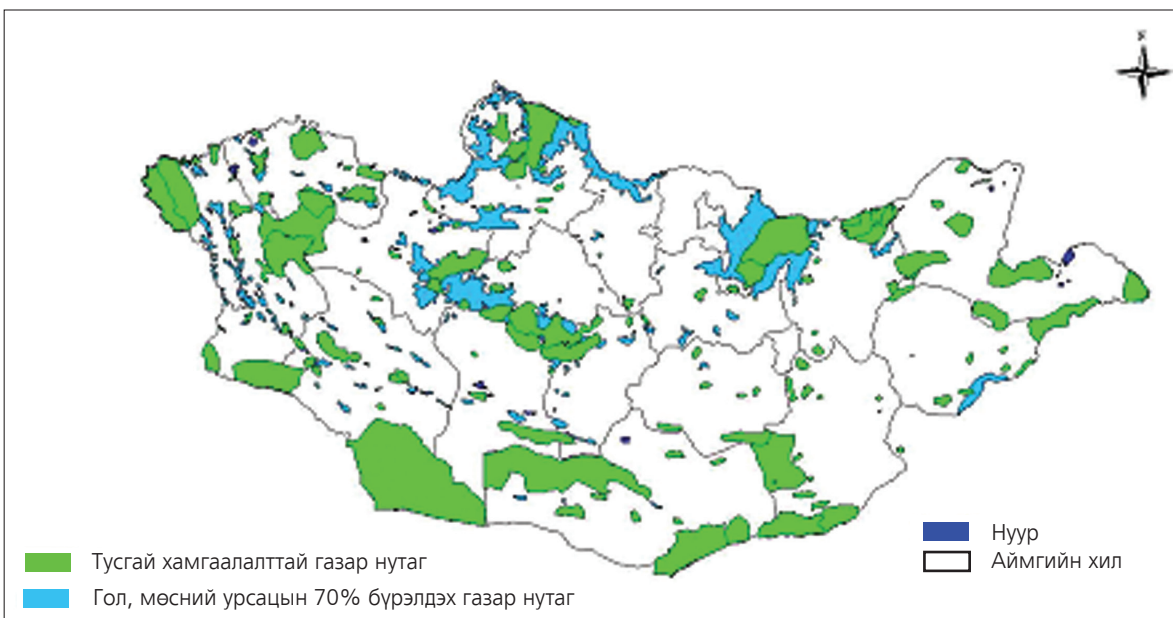 Тусгай хамгаалалттай газар нутаг
Гол, мөсний урсацын 70% бүрэлдэх газар нутаг
Нуур
Аймгийн хил